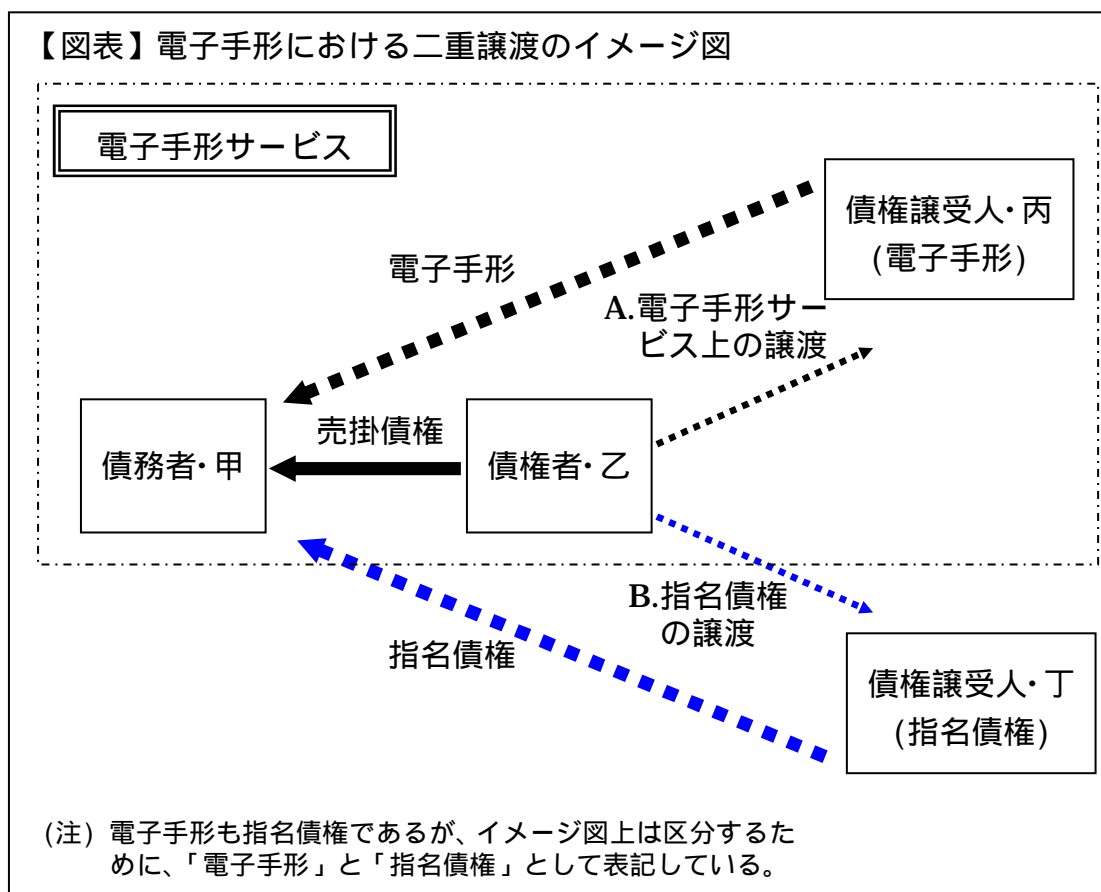 【図表】電子手形における二重譲渡のイメージ図
電子手形サービス
債権譲受人・丙
(電子手形)
電子手形
A.電子手形サー
ビス上の譲渡
売掛債権
債務者・甲
債権者・乙
B.指名債権
の譲渡
指名債権
債権譲受人・丁
(指名債権)
(注) 電子手形も指名債権であるが、イメージ図上は区分するた
めに、「電子手形」と「指名債権」として表記している。